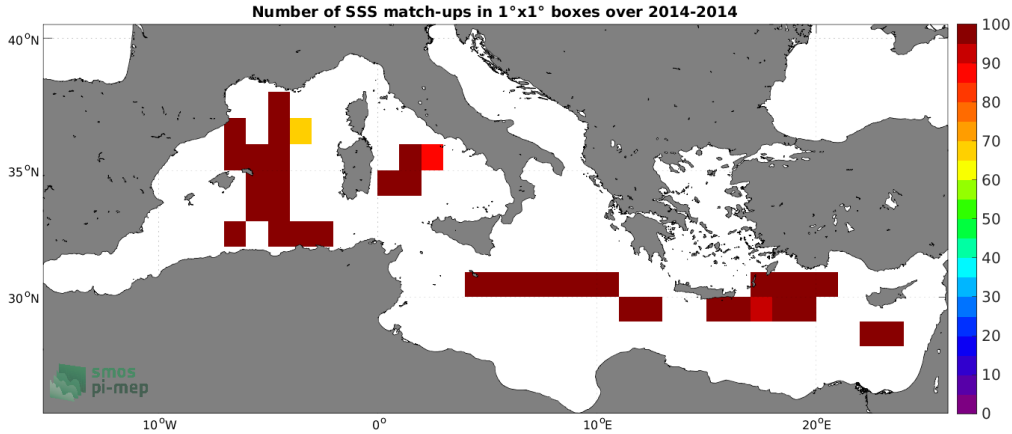 Number of SSS match-ups in 1°x1° boxes over 2014-2014
40°N
35°N
30°N
10°W
0°
10°E
20°E
100
90
80
70
60
50
40
30
20
10
0
smos
pi-mep